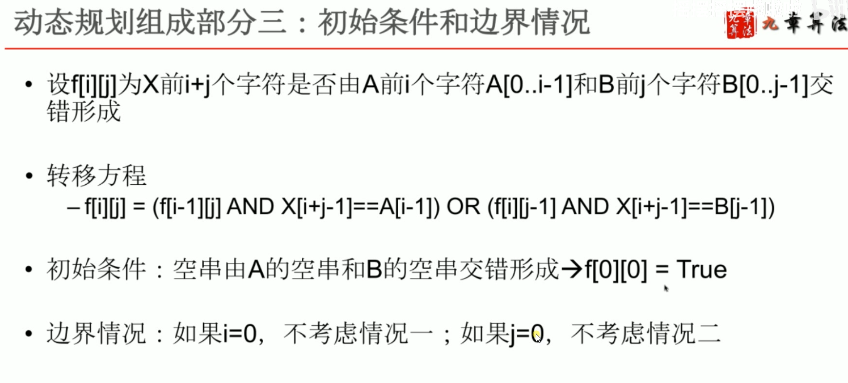 动态规划组成部分三：初始条件和边界情况
九章算法
• 设f[i][j]为X前i+j个字符是否由A前i个字符A[0..i-1]和B前j个字符B[0..j-1]交
错形成
• 转移方程
– f[i][j] = (f[i-1][j] AND X[i+j-1]==A[i-1]) OR (f[i][j-1] AND X[i+j-1]==B[j-1])
• 初始条件：空串由A的空串和B的空串交错形成→f[0][0] = True
• 边界情况：如果i=0，不考虑情况一；如果j=0，不考虑情况二